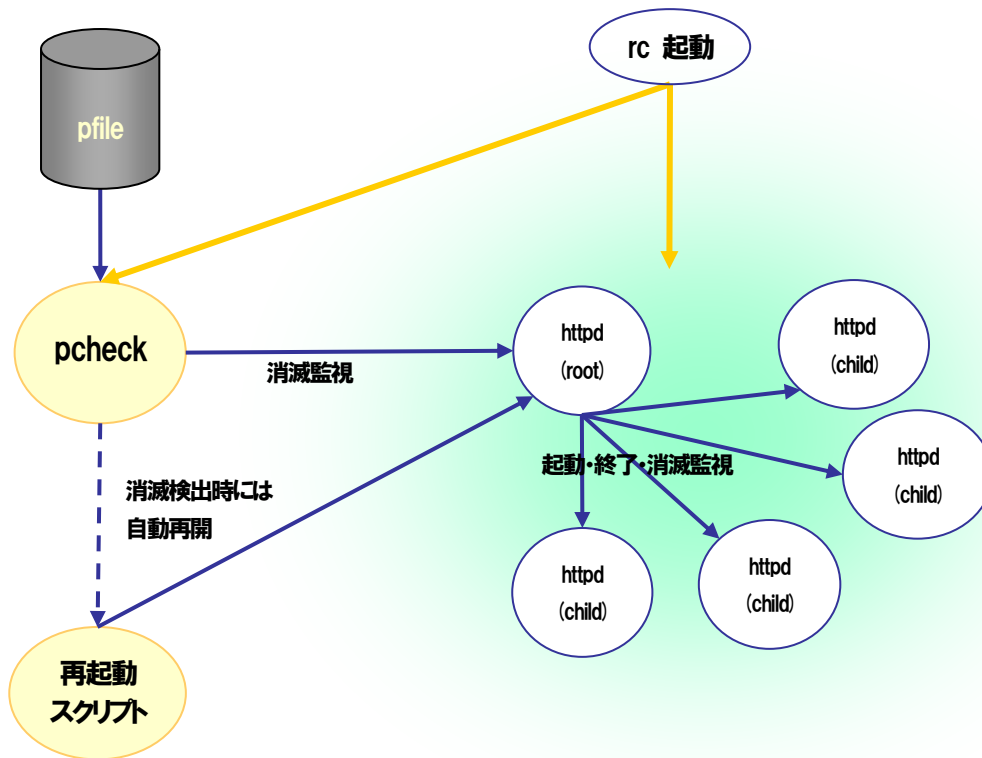 rc 起動
pfile
pcheck
消滅監視
httpd
(root)
httpd
(child)
httpd
(child)
起動・終了・消滅監視
消滅検出時には
自動再開
httpd
(child)
httpd
(child)
再起動
スクリプト